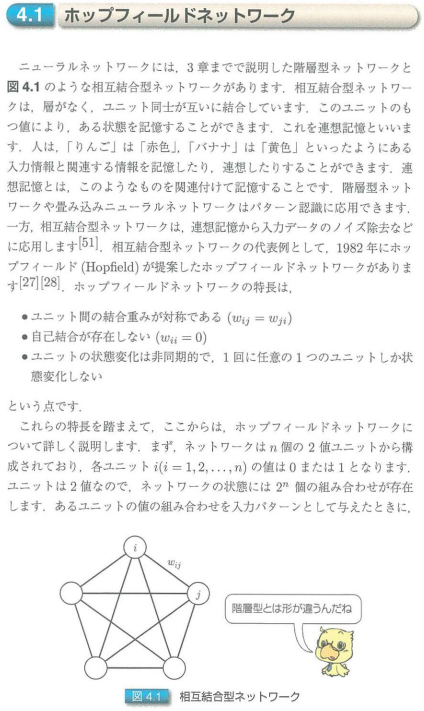 4.1 ホップフィールドネットワーク
ニューラルネットワークには，3 章までで説明した階層型ネットワークと
図 4.1 のような相互結合型ネットワークがあります．相互結合型ネットワー
クは，層がなく，ユニット同士が互いに結合しています．このユニットのも
つ値により，ある状態を記憶することができます．これを連想記憶といいま
す．人は，「りんご」は「赤色」，「バナナ」は「黄色」といったようにある
入力情報と関連する情報を記憶したり，連想したりすることができます．連
想記憶とは，このようなものを関連付けて記憶することです．階層型ネット
ワークや畳み込みニューラルネットワークはパターン認識に応用できます．
一方，相互結合型ネットワークは，連想記憶から入力データのノイズ除去など
に応用します[51]．相互結合型ネットワークの代表例として，1982 年にホッ
プフィールド (Hopfield) が提案したホップフィールドネットワークがありま
す[27][28]．ホップフィールドネットワークの特長は，
●ユニット間の結合重みが対称である (wij = wji)
●自己結合が存在しない (wii = 0)
●ユニットの状態変化は非同期的で，1 回に任意の 1 つのユニットしか状
態変化しない
という点です．
これらの特長を踏まえて，ここからは，ホップフィールドネットワークに
ついて詳しく説明します．まず，ネットワークは n 個の 2 値ユニットから構
成されており，各ユニット i(i = 1, 2, . . . , n) の値は 0 または 1 となります．
ユニットは 2 値なので，ネットワークの状態には 2n 個の組み合わせが存在
します．あるユニットの値の組み合わせを入力パターンとして与えたときに，
i
wij
j
階層型とは形が違うんだね
図 4.1 相互結合型ネットワーク